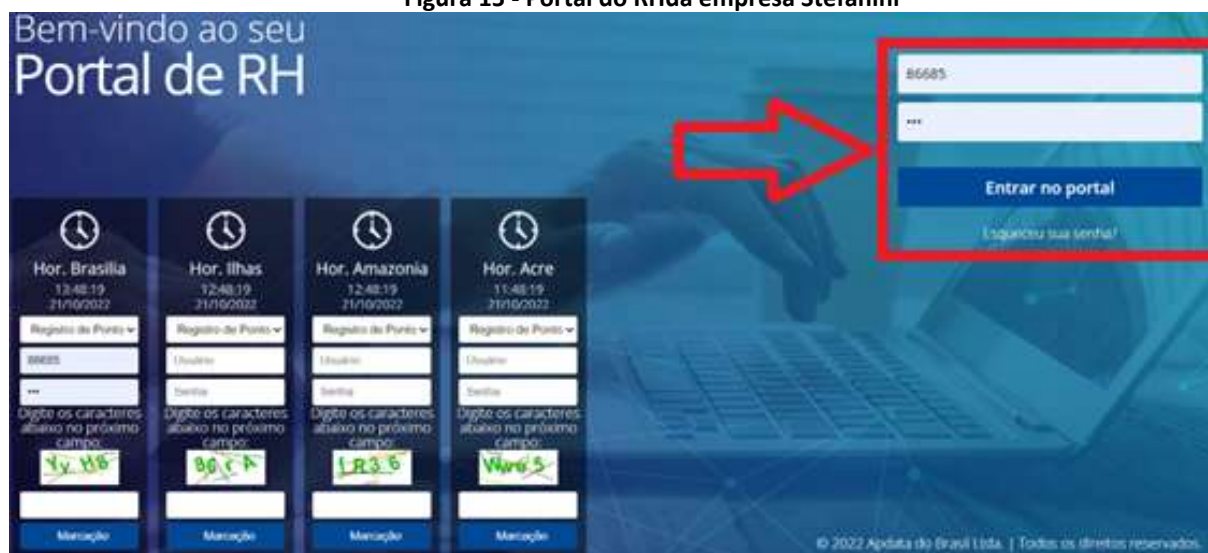 Figura 15 - Portal do RHda empresa Stefanini
Bem-vindo ao seu
Portal de RH
86685
***
Entrar no portal
Esqueceu sua senha?
Hor. Brasilia
13:48:19
21/10/2022
Registro de Ponto
86685
***
Digite os caracteres
abaixo no próximo
campo:
Marcação
Hor. Ilhas
12:48:19
21/10/2022
Registro de Ponto
Usuário
Senha
Digite os caracteres
abaixo no próximo
campo:
Marcação
Hor. Amazonia
12:48:19
21/10/2022
Registro de Ponto
Usuário
Senha
Digite os caracteres
abaixo no próximo
campo:
Marcação
Hor. Acre
11:48:19
21/10/2022
Registro de Ponto
Usuário
Senha
Digite os caracteres
abaixo no próximo
campo:
Marcação
© 2022 Apdata do Brasil Ltda. | Todos os direitos reservados.